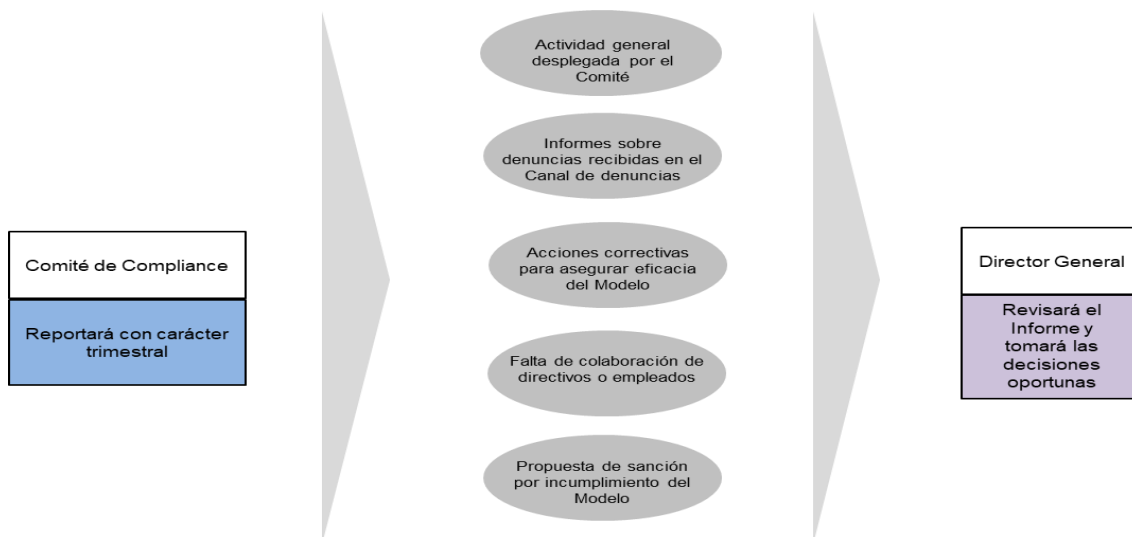 Comité de Compliance
Reportará con carácter
trimestral
Actividad general
desplegada por el
Comité
Informes sobre
denuncias recibidas en el
Canal de denuncias
Acciones correctivas
para asegurar eficacia
del Modelo
Falta de colaboración de
directivos o empleados
Propuesta de sanción
por incumplimiento del
Modelo
Director General
Revisará el
Informe y
tomará las
decisiones
oportunas